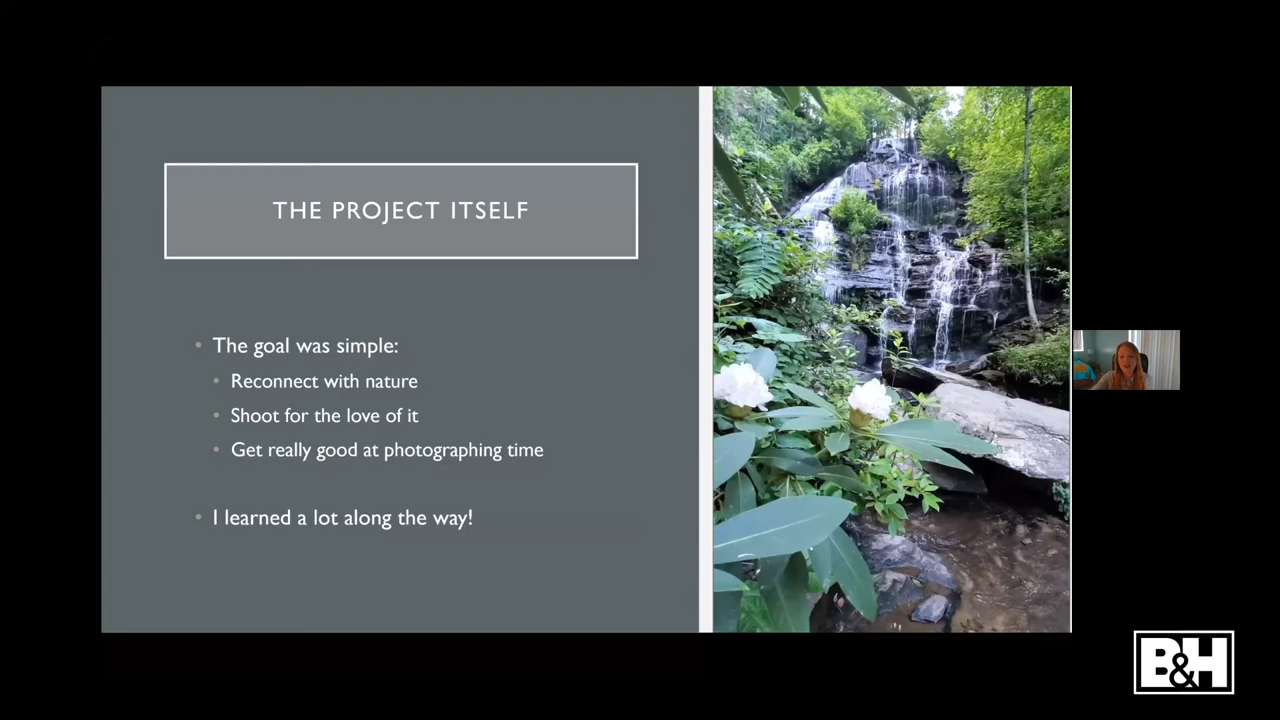 THE PROJECT ITSELF
The goal was simple:
Reconnect with nature
Shoot for the love of it
Get really good at photographing time
I learned a lot along the way!
B&H